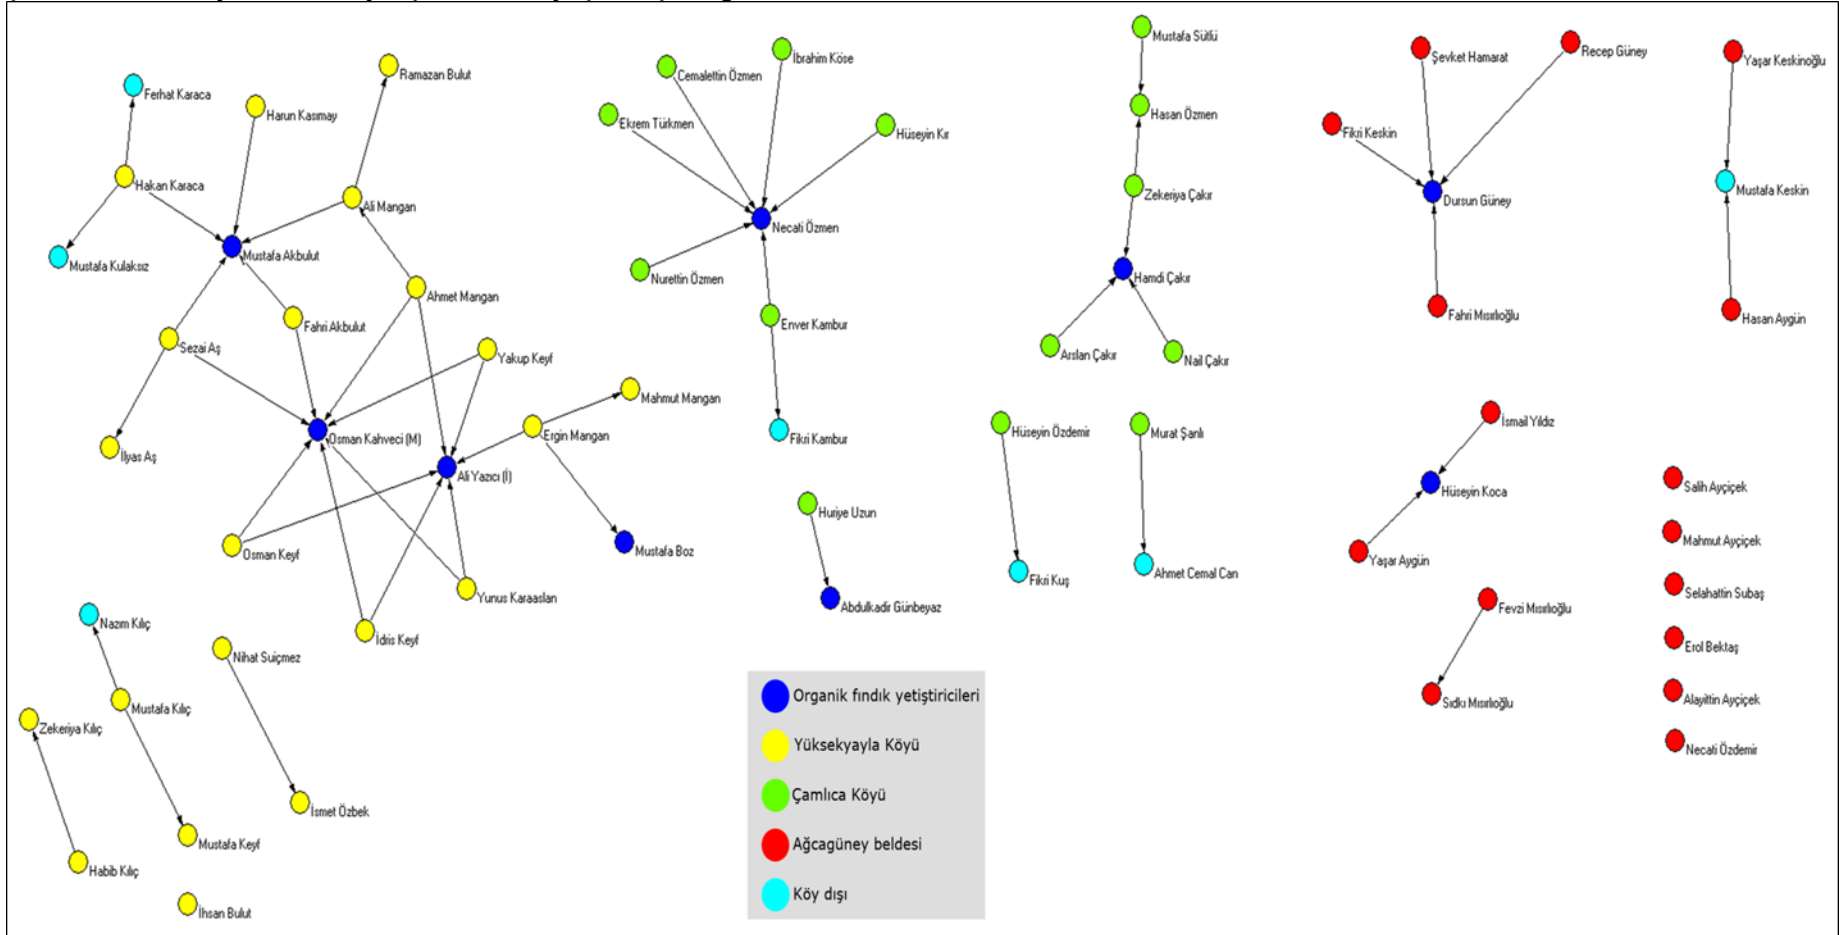 Mustafa Sütlü
Şevket Hamarat
Recep Güney
Yaşar Keskinoğlu
İbrahim Köse
Cemalettin Özmen
Ramazan Bulut
Ferhat Karaca
Harun Kasımay
Ekrem Türkmen
Hüseyin Kır
Hasan Özmen
Fikri Keskin
Hakan Karaca
Ali Mangan
Zekeriya Çakır
Dursun Güney
Mustafa Keskin
Necati Özmen
Mustafa Akbulut
Mustafa Kulaksız
Nurettin Özmen
Hamdi Çakır
Ahmet Mangan
Fahri Akbulut
Enver Kambur
Fahri Mısırlıoğlu
Hasan Aygün
Sezai Aş
Yakup Keyf
Arslan Çakır
Nail Çakır
Mahmut Mangan
Ergin Mangan
Osman Kahveci (M)
Fikri Kambur
Hüseyin Özdemir
Murat Şanlı
İsmail Yıldız
İlyas Aş
Ali Yazıcı (İ)
Hüseyin Koca
Salih Ayçiçek
Huriye Uzun
Mahmut Ayçiçek
Osman Keyf
Mustafa Boz
Yaşar Aygün
Fikri Kuş
Ahmet Cemal Can
Selahattin Subaş
Yunus Karaaslan
Abdulkadir Günbeyaz
Fevzi Mısırlıoğlu
Nazım Kılıç
İdris Keyf
Erol Bektaş
Nihat Suiçmez
Mustafa Kılıç
Sıdkı Mısırlıoğlu
Alayittin Ayçiçek
Zekeriya Kılıç
Necati Özdemir
İsmet Özbek
Mustafa Keyf
Habib Kılıç
İhsan Bulut
Organik fındık yetiştiricileri
Yüksekyayla Köyü
Çamlıca Köyü
Ağcagüney beldesi
Köy dışı